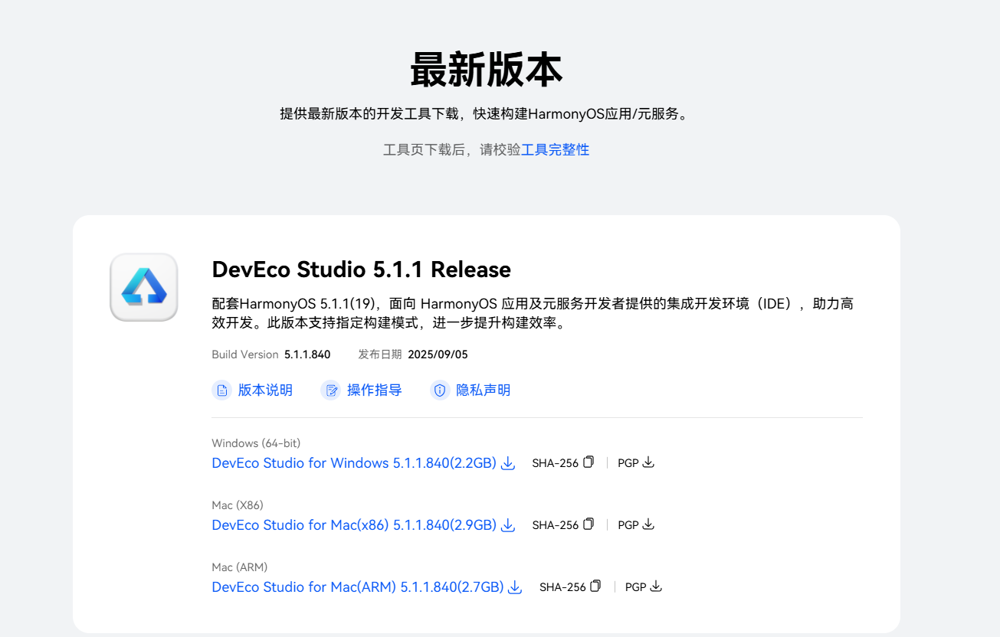 最新版本
提供最新版本的开发工具下载，快速构建HarmonyOS应用/元服务。
工具页下载后，请校验工具完整性
DevEco Studio 5.1.1 Release
配套HarmonyOS 5.1.1(19)，面向 HarmonyOS 应用及元服务开发者提供的集成开发环境（IDE），助力高
效开发。此版本支持指定构建模式，进一步提升构建效率。
Build Version 5.1.1.840 发布日期 2025/09/05
版本说明 操作指导 隐私声明
Windows (64-bit)
DevEco Studio for Windows 5.1.1.840(2.2GB) SHA-256 PGP
Mac (X86)
DevEco Studio for Mac(x86) 5.1.1.840(2.9GB) SHA-256 PGP
Mac (ARM)
DevEco Studio for Mac(ARM) 5.1.1.840(2.7GB) SHA-256 PGP